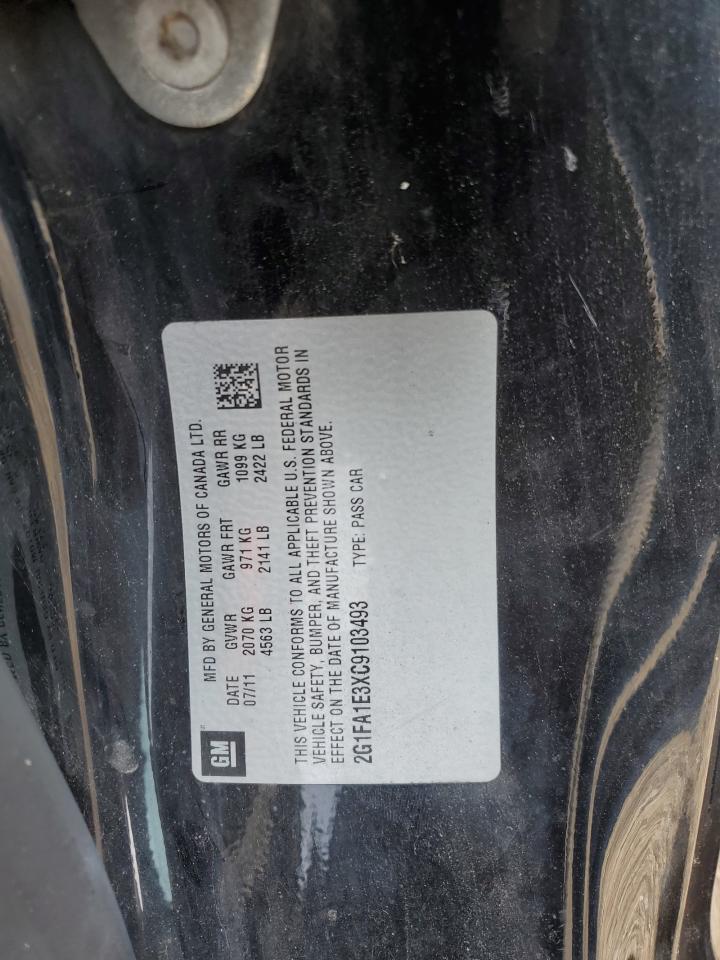 GM
MFD BY GENERAL MOTORS OF CANADA LTD.
DATE GVWR GAWR FRT GAWR RR
07/11 2070 KG 971 KG 1099 KG
4563 LB 2141 LB 2422 LB
THIS VEHICLE CONFORMS TO ALL APPLICABLE U.S. FEDERAL MOTOR
VEHICLE SAFETY, BUMPER, AND THEFT PREVENTION STANDARDS IN
EFFECT ON THE DATE OF MANUFACTURE SHOWN ABOVE.
2G1FA1E3XC9103493 TYPE: PASS CAR